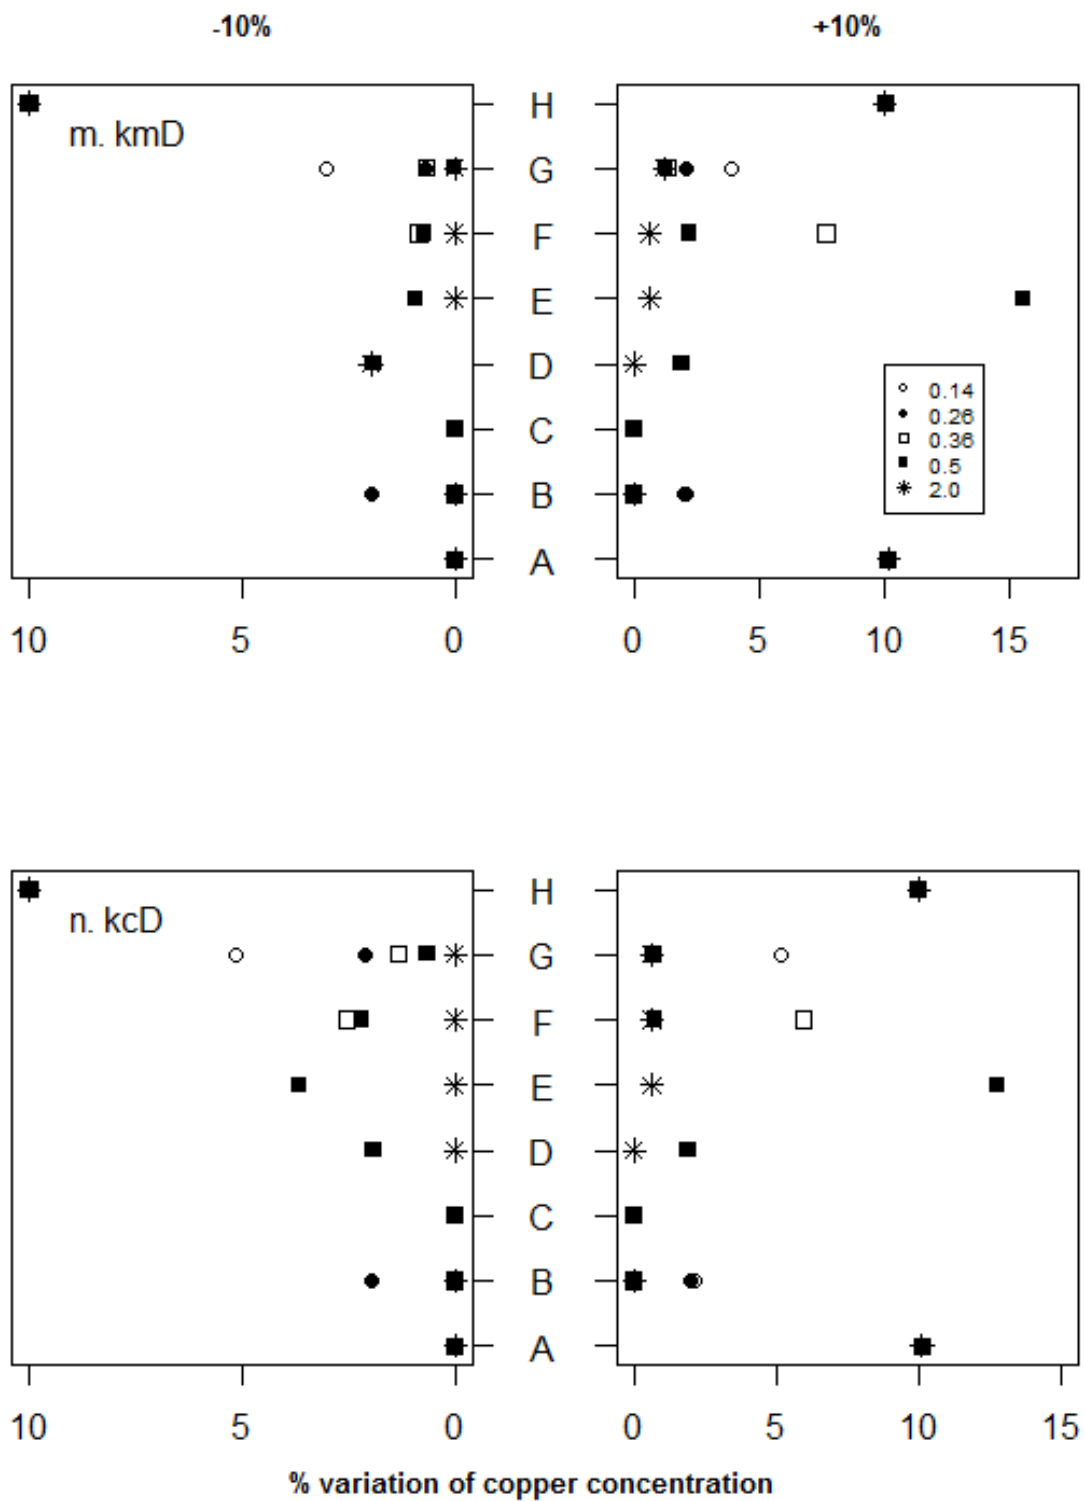 -10% +10%
m. kmD
H
G
F
E
D
C
B
A
0.14
0.26
0.36
0.5
2.0
10 5 0 0 5 10 15
n. kcD
H
G
F
E
D
C
B
A
10 5 0 0 5 10 15
% variation of copper concentration